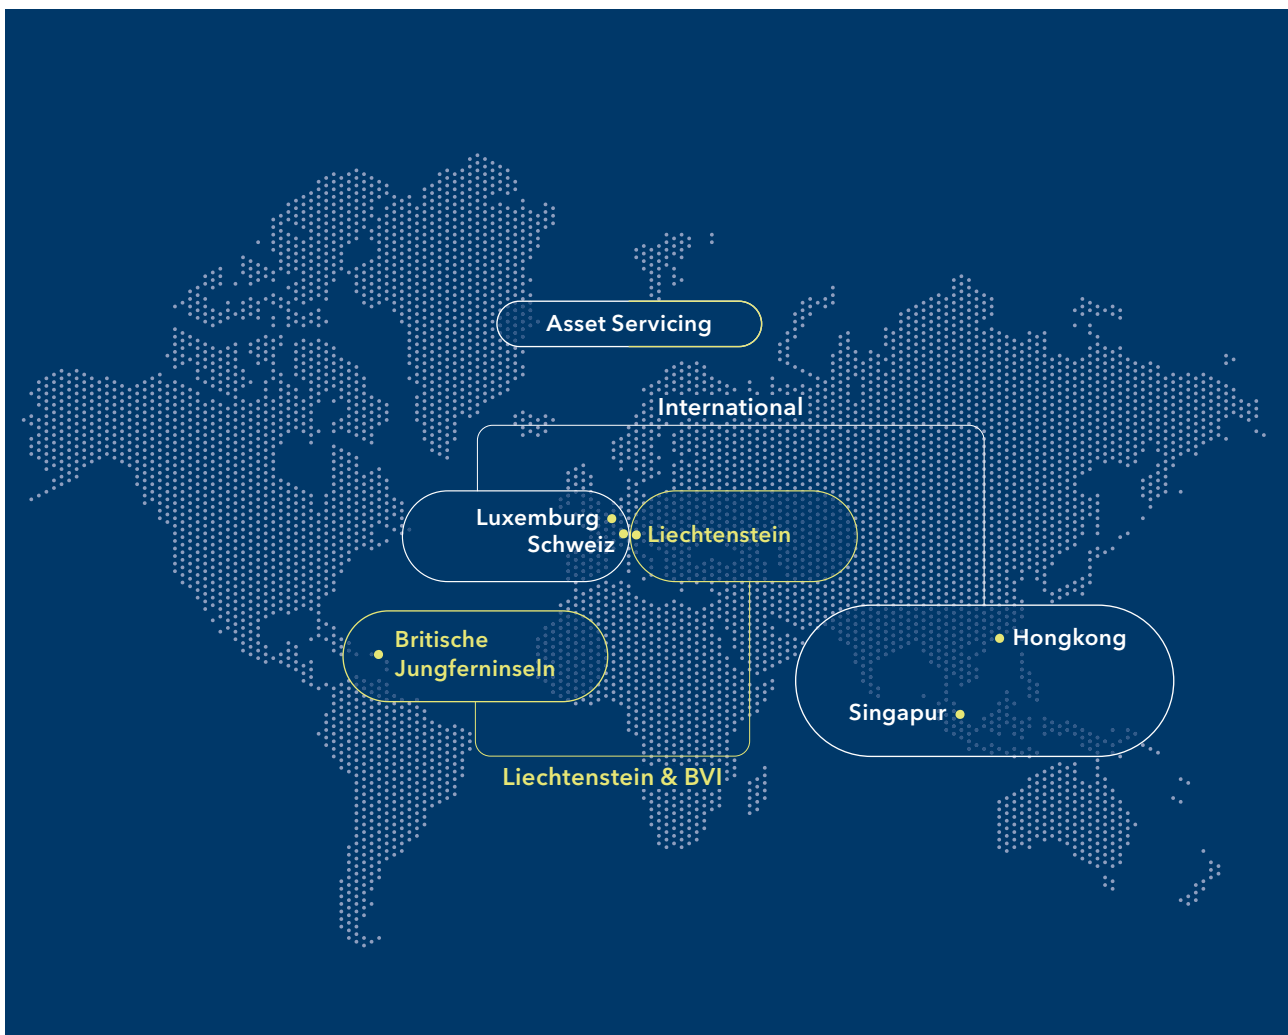 Asset Servicing
International
Luxemburg
Schweiz
Liechtenstein
Britische
Jungferninseln
Hongkong
Singapur
Liechtenstein & BVI